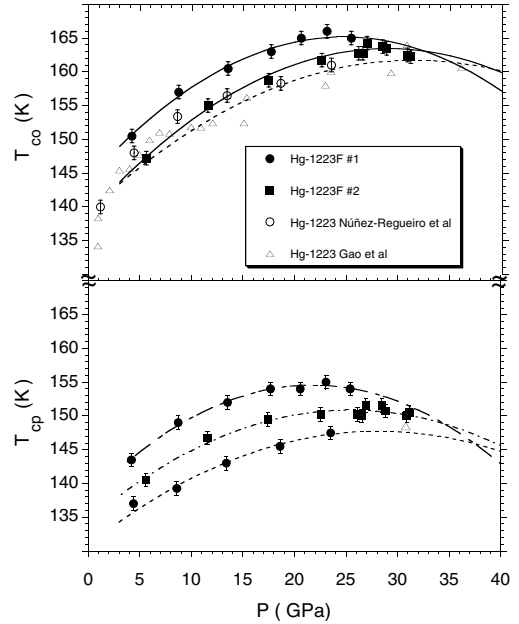 165
160
155
150
145
140
135
T_co (K)
Hg-1223F #1
Hg-1223F #2
Hg-1223 Núñez-Regueiro et al
Hg-1223 Gao et al
165
160
155
150
145
140
135
T_cp (K)
0 5 10 15 20 25 30 35 40
P ( GPa)